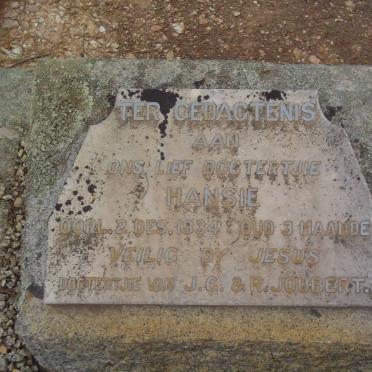 TER GEDACTENIS
AAN
ONS LIEF DOGTERTJIE
HANSIE
OORL. 2. DES. 1934 OUD 3 MAANDE
VEILIG BY JESUS
DOGTERTJIE VAN J.G. & R. JOUBERT.